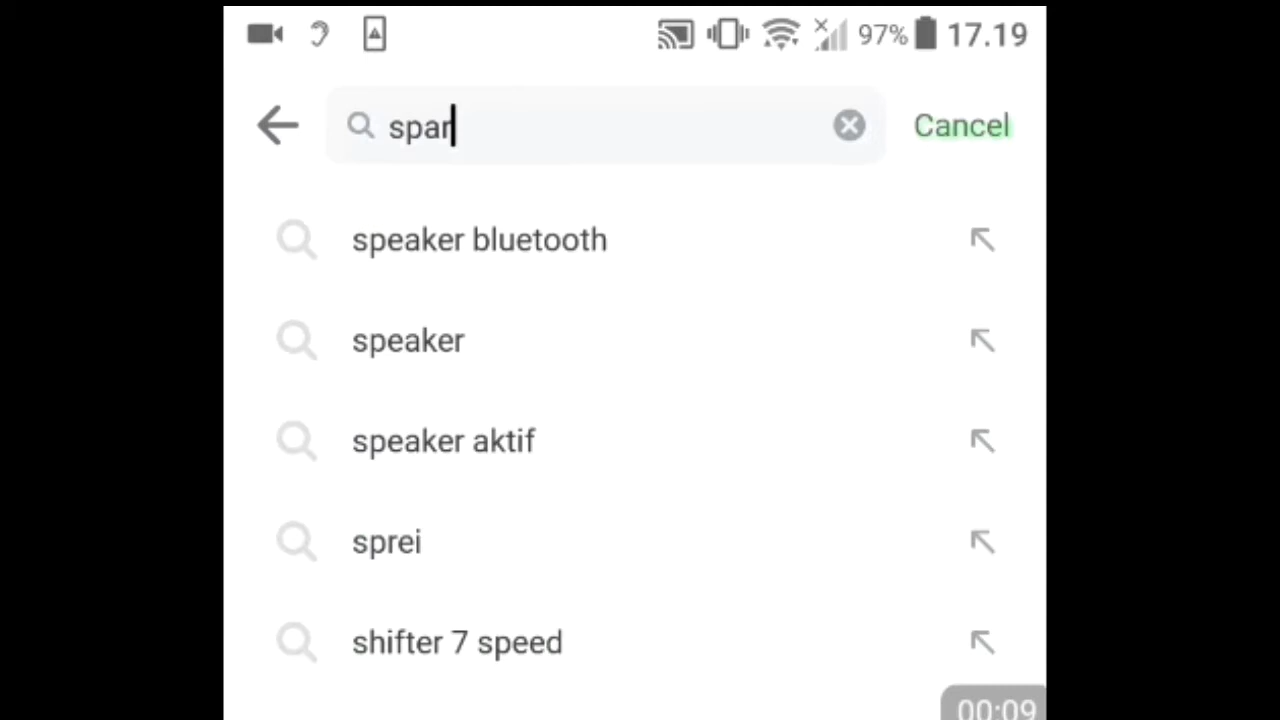 97% 17.19
spar Cancel
speaker bluetooth
speaker
speaker aktif
sprei
shifter 7 speed
00:09